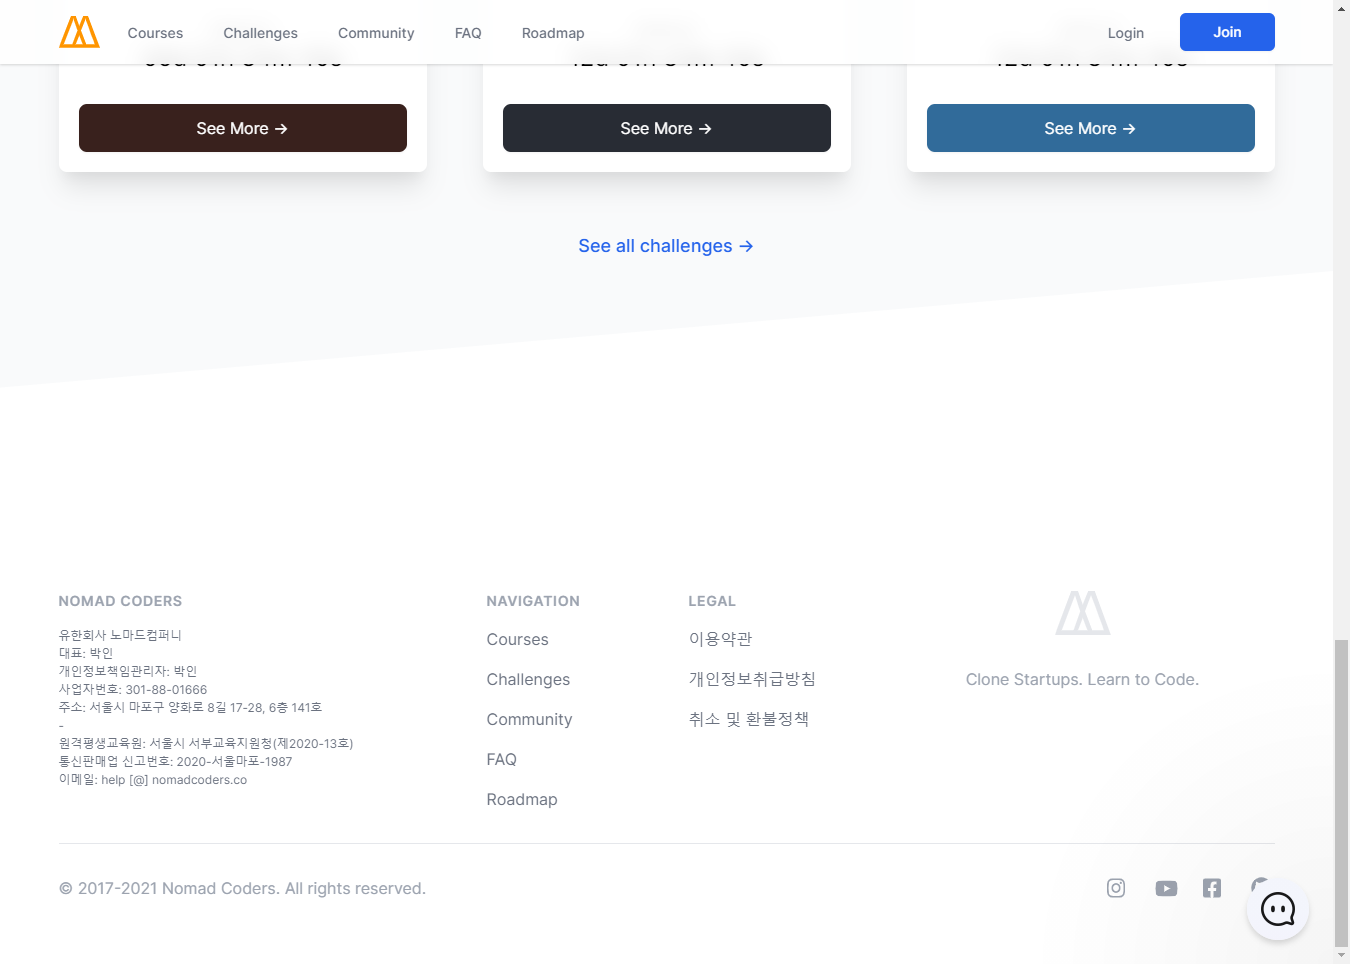 Courses Challenges Community FAQ Roadmap Login Join
See More → See More → See More →
See all challenges →
NOMAD CODERS
유한회사 노마드컴퍼니
대표: 박인
개인정보책임관리자: 박인
사업자번호: 301-88-01666
주소: 서울시 마포구 양화로 8길 17-28, 6층 141호
-
원격평생교육원: 서울시 서부교육지원청(제2020-13호)
통신판매업 신고번호: 2020-서울마포-1987
이메일: help [@] nomadcoders.co
NAVIGATION
Courses
Challenges
Community
FAQ
Roadmap
LEGAL
이용약관
개인정보취급방침
취소 및 환불정책
Clone Startups. Learn to Code.
© 2017-2021 Nomad Coders. All rights reserved.